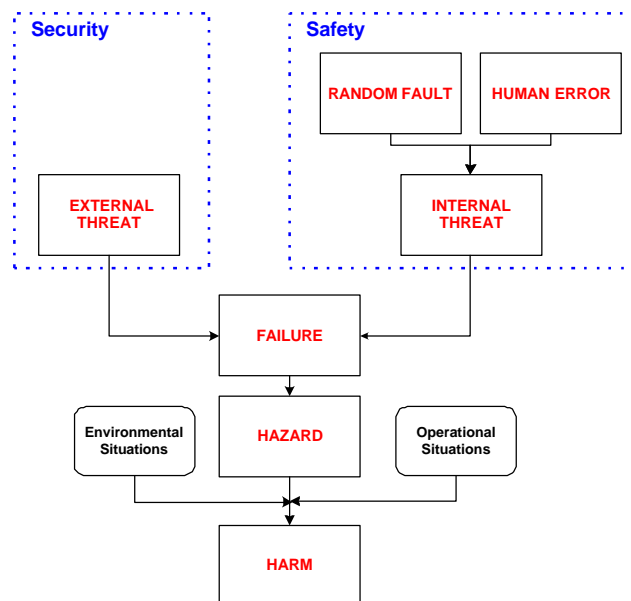 Security
Safety
RANDOM FAULT
HUMAN ERROR
EXTERNAL
THREAT
INTERNAL
THREAT
FAILURE
Environmental
Situations
HAZARD
Operational
Situations
HARM